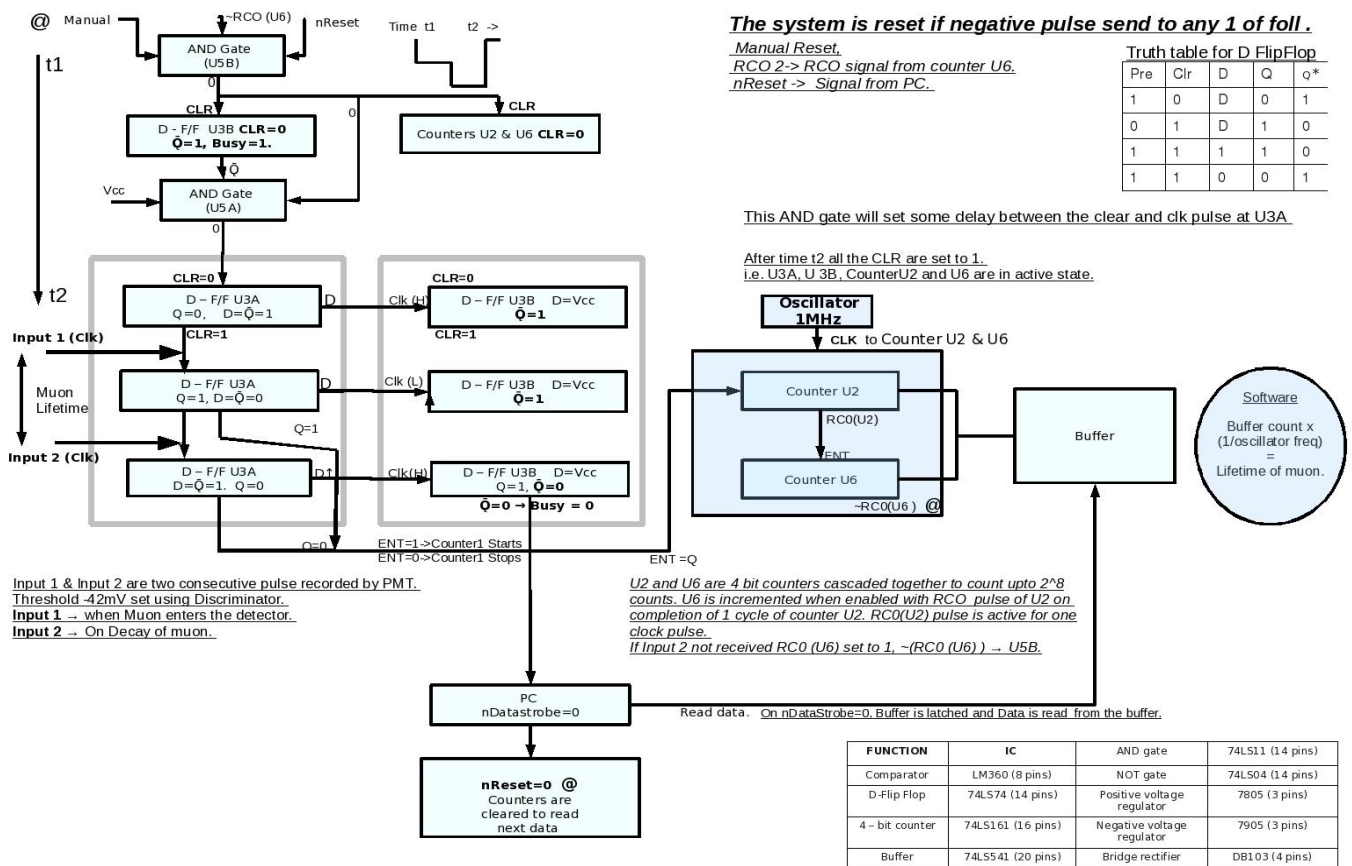 @ Manual
~RCO (U6)
nReset
AND Gate
(U5B)
t1
0
CLR
0
Time t1 t2 ->
CLR
D - F/F U3B CLR=0
Q̄=1, Busy=1.
Counters U2 & U6 CLR=0
Q̄
Vcc
AND Gate
(U5A)
0
The system is reset if negative pulse send to any 1 of foll .
Manual Reset,
RCO 2-> RCO signal from counter U6.
nReset -> Signal from PC.
Truth table for D FlipFlop
Pre Clr D Q Q*
1 0 D 0 1
0 1 D 1 0
1 1 1 1 0
1 1 0 0 1
This AND gate will set some delay between the clear and clk pulse at U3A
After time t2 all the CLR are set to 1.
i.e. U3A, U 3B, CounterU2 and U6 are in active state.
t2
CLR=0
D – F/F U3A
Q=0, D=Q̄=1
D
CLR=1
Clk (H)
CLR=0
D – F/F U3B D=Vcc
Q̄=1
CLR=1
Input 1 (Clk)
Muon
Lifetime
Input 2 (Clk)
D – F/F U3A
Q=1, D=Q̄=0
D
Clk (L)
D – F/F U3B D=Vcc
Q̄=1
Q=1
D – F/F U3A
D=Q̄=1. Q=0
D↑
Clk(H)
D – F/F U3B D=Vcc
Q=1, Q̄=0
Q̄=0 → Busy = 0
Q=0
ENT=1->Counter1 Starts
ENT=0->Counter1 Stops
ENT =Q
Oscillator
1MHz
CLK to Counter U2 & U6
Counter U2
RC0(U2)
ENT
Counter U6
~RC0(U6 ) @
Buffer
Software
Buffer count x
(1/oscillator freq)
=
Lifetime of muon.
Input 1 & Input 2 are two consecutive pulse recorded by PMT.
Threshold -42mV set using Discriminator.
Input 1 → when Muon enters the detector.
Input 2 → On Decay of muon.
U2 and U6 are 4 bit counters cascaded together to count upto 2^8
counts. U6 is incremented when enabled with RCO pulse of U2 on
completion of 1 cycle of counter U2. RC0(U2) pulse is active for one
clock pulse.
If Input 2 not received RC0 (U6) set to 1, ~(RC0 (U6) ) → U5B.
PC
nDatastrobe=0
Read data. On nDataStrobe=0, Buffer is latched and Data is read from the buffer.
nReset=0 @
Counters are
cleared to read
next data
FUNCTION IC AND gate 74LS11 (14 pins)
Comparator LM360 (8 pins) NOT gate 74LS04 (14 pins)
D-Flip Flop 74LS74 (14 pins) Positive voltage
regulator 7805 (3 pins)
4 – bit counter 74LS161 (16 pins) Negative voltage
regulator 7905 (3 pins)
Buffer 74LS541 (20 pins) Bridge rectifier DB103 (4 pins)